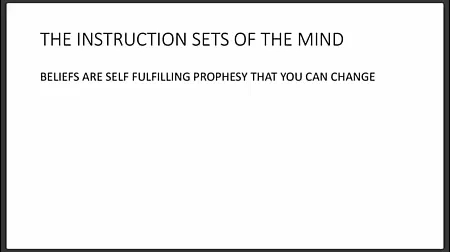 THE INSTRUCTION SETS OF THE MIND
BELIEFS ARE SELF FULFILLING PROPHESY THAT YOU CAN CHANGE